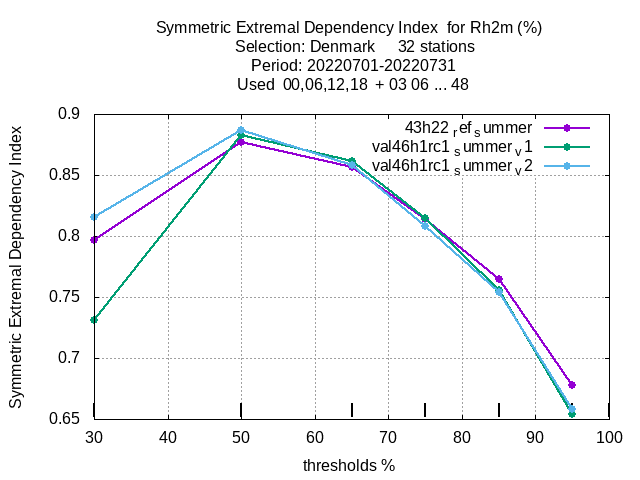 Symmetric Extremal Dependency Index for Rh2m (%)
Selection: Denmark 32 stations
Period: 20220701-20220731
Used 00,06,12,18 + 03 06 ... 48
43h22 ref summer
val46h1rc1 summer v1
val46h1rc1 summer v2
Symmetric Extremal Dependency Index
0.9
0.85
0.8
0.75
0.7
0.65
30 40 50 60 70 80 90 100
thresholds %